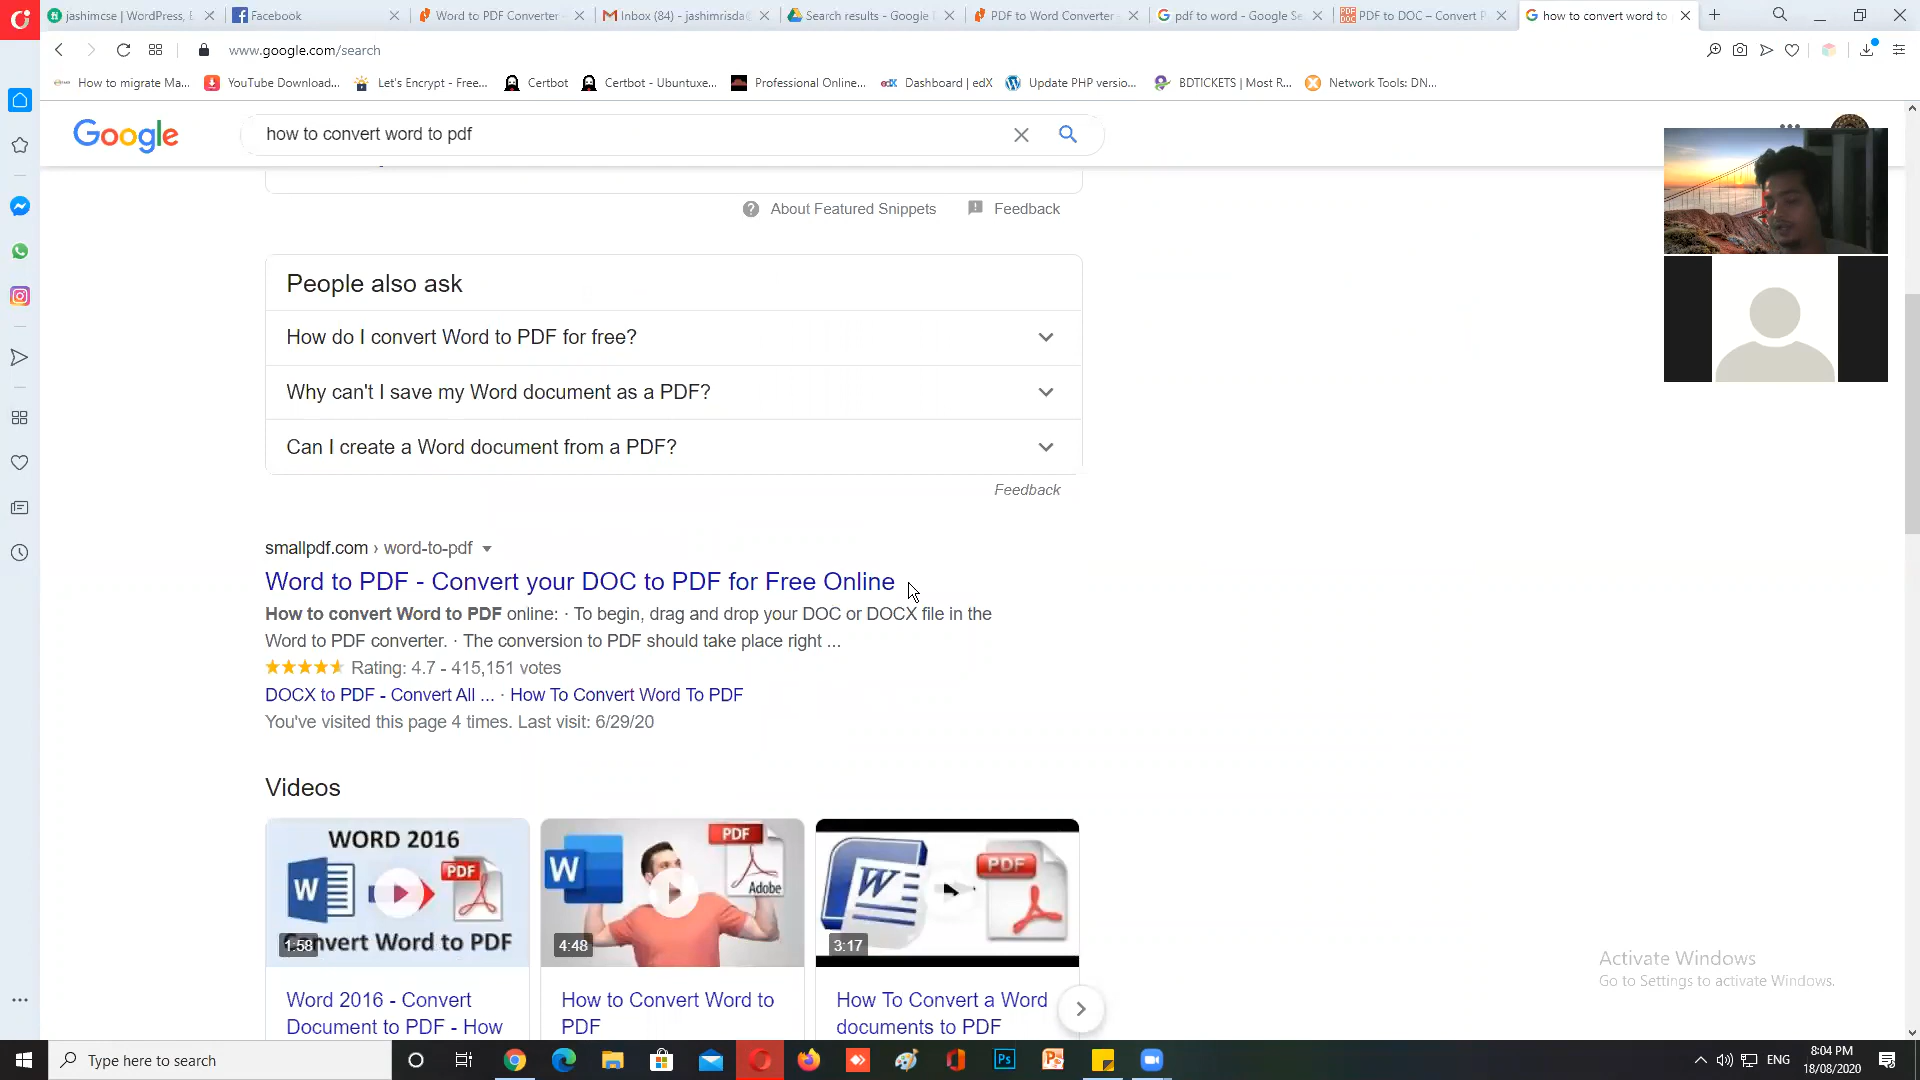 jashimcse | WordPress, E
Facebook
Word to PDF Converter
Inbox (84) - jashimrisda
Search results - Google
PDF to Word Converter
pdf to word - Google Se
PDF to DOC – Convert P
how to convert word to
www.google.com/search
How to migrate Ma...
YouTube Download...
Let's Encrypt - Free...
Certbot
Certbot - Ubuntuxe...
Professional Online...
edX
Dashboard | edX
Update PHP versio...
BDTICKETS | Most R...
Network Tools: DN...
Google
how to convert word to pdf
About Featured Snippets
Feedback
People also ask
How do I convert Word to PDF for free?
Why can't I save my Word document as a PDF?
Can I create a Word document from a PDF?
Feedback
smallpdf.com › word-to-pdf
Word to PDF - Convert your DOC to PDF for Free Online
How to convert Word to PDF online: · To begin, drag and drop your DOC or DOCX file in the
Word to PDF converter. · The conversion to PDF should take place right ...
Rating: 4.7 - 415,151 votes
DOCX to PDF - Convert All ... · How To Convert Word To PDF
You've visited this page 4 times. Last visit: 6/29/20
Videos
WORD 2016
W
PDF
Convert Word to PDF
1:58
W
PDF
Adobe
4:48
W
PDF
3:17
Word 2016 - Convert
Document to PDF - How
How to Convert Word to
PDF
How To Convert a Word
documents to PDF
Activate Windows
Go to Settings to activate Windows.
Type here to search
Ps
ENG
8:04 PM
18/08/2020